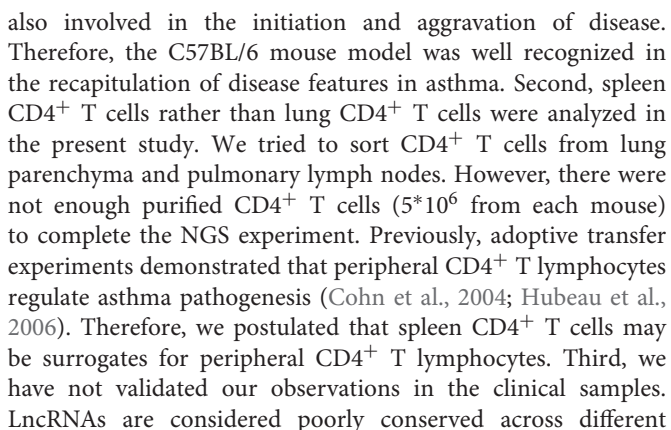 also involved in the initiation and aggravation of disease.
Therefore, the C57BL/6 mouse model was well recognized in
the recapitulation of disease features in asthma. Second, spleen
CD4⁺ T cells rather than lung CD4⁺ T cells were analyzed in
the present study. We tried to sort CD4⁺ T cells from lung
parenchyma and pulmonary lymph nodes. However, there were
not enough purified CD4⁺ T cells (5*10⁶ from each mouse)
to complete the NGS experiment. Previously, adoptive transfer
experiments demonstrated that peripheral CD4⁺ T lymphocytes
regulate asthma pathogenesis (Cohn et al., 2004; Hubeau et al.,
2006). Therefore, we postulated that spleen CD4⁺ T cells may
be surrogates for peripheral CD4⁺ T lymphocytes. Third, we
have not validated our observations in the clinical samples.
LncRNAs are considered poorly conserved across different